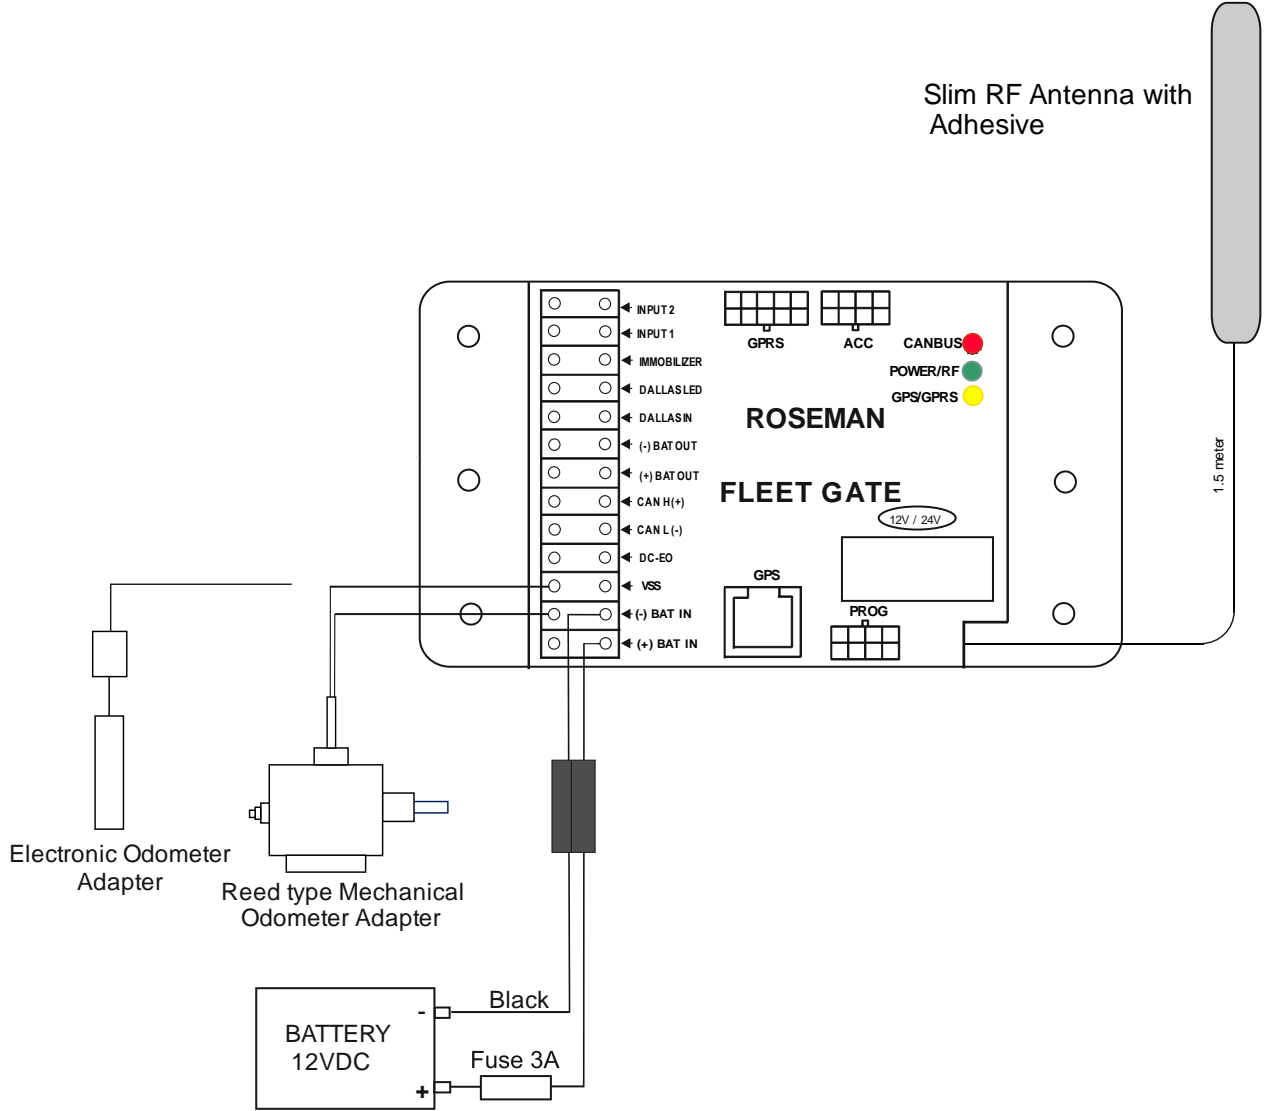 Slim RF Antenna with
Adhesive
1.5 meter
INPUT 2
INPUT 1
IMMOBILIZER
DALLAS LED
DALLAS IN
(-) BAT OUT
(+) BAT OUT
CAN H (+)
CAN L (-)
DC-EO
VSS
(-) BAT IN
(+) BAT IN
GPRS
ACC
CANBUS
POWER/RF
GPS/GPRS
ROSEMAN
FLEET GATE
12V / 24V
GPS
PROG
Electronic Odometer
Adapter
Reed type Mechanical
Odometer Adapter
BATTERY
12VDC
-
+
Black
Fuse 3A